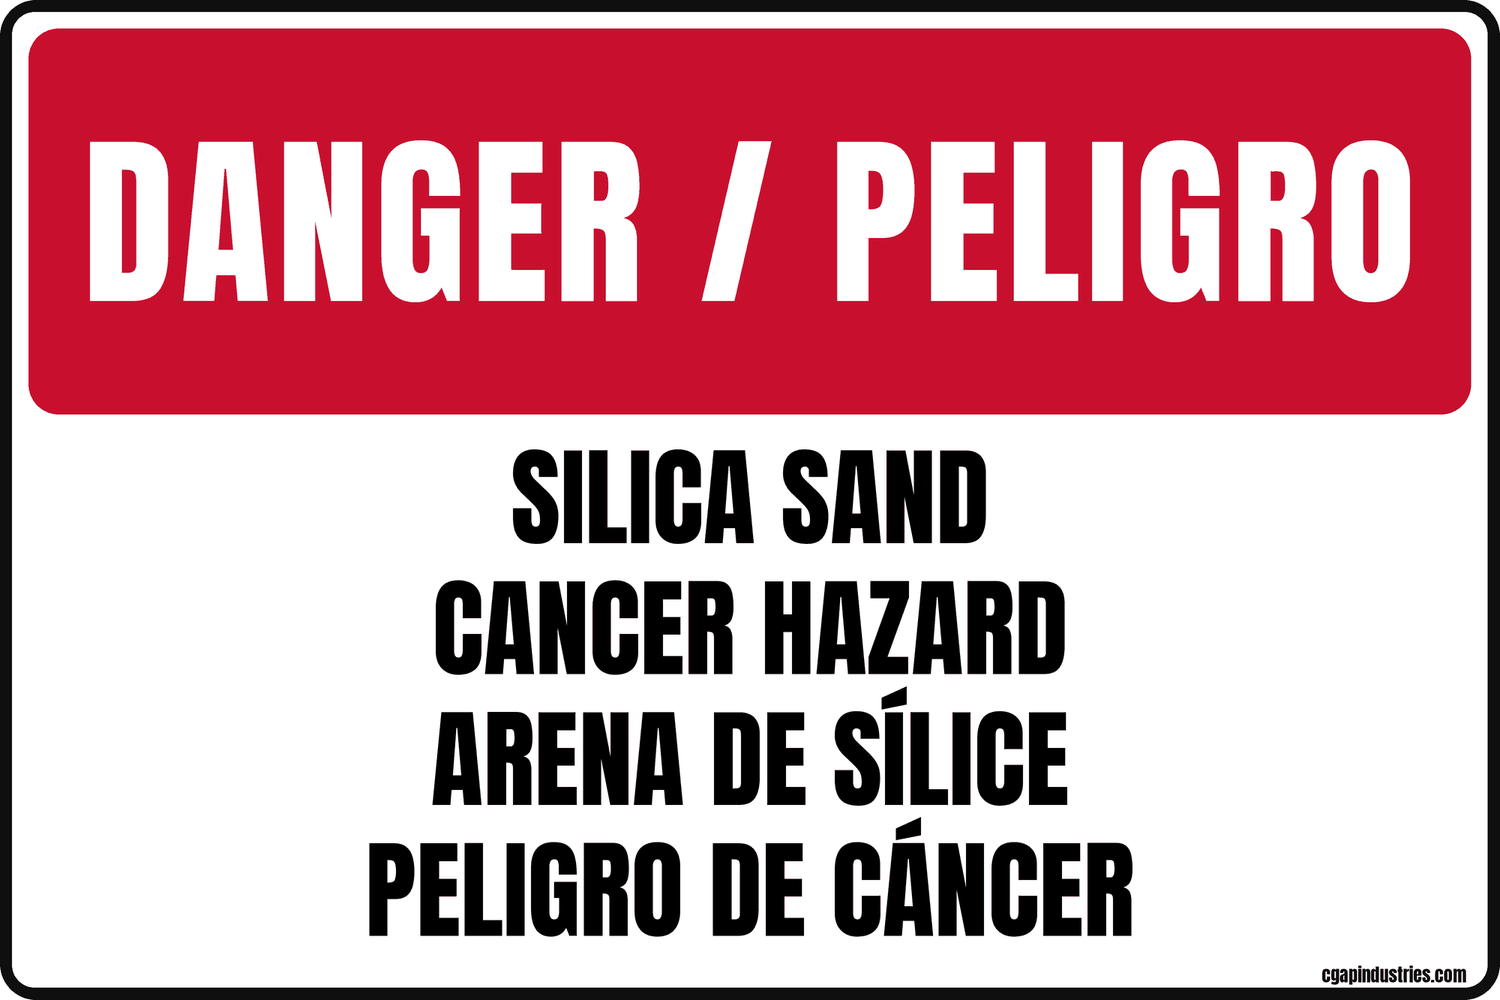 DANGER / PELIGRO
SILICA SAND
CANCER HAZARD
ARENA DE SÍLICE
PELIGRO DE CÁNCER
cgapindustries.com